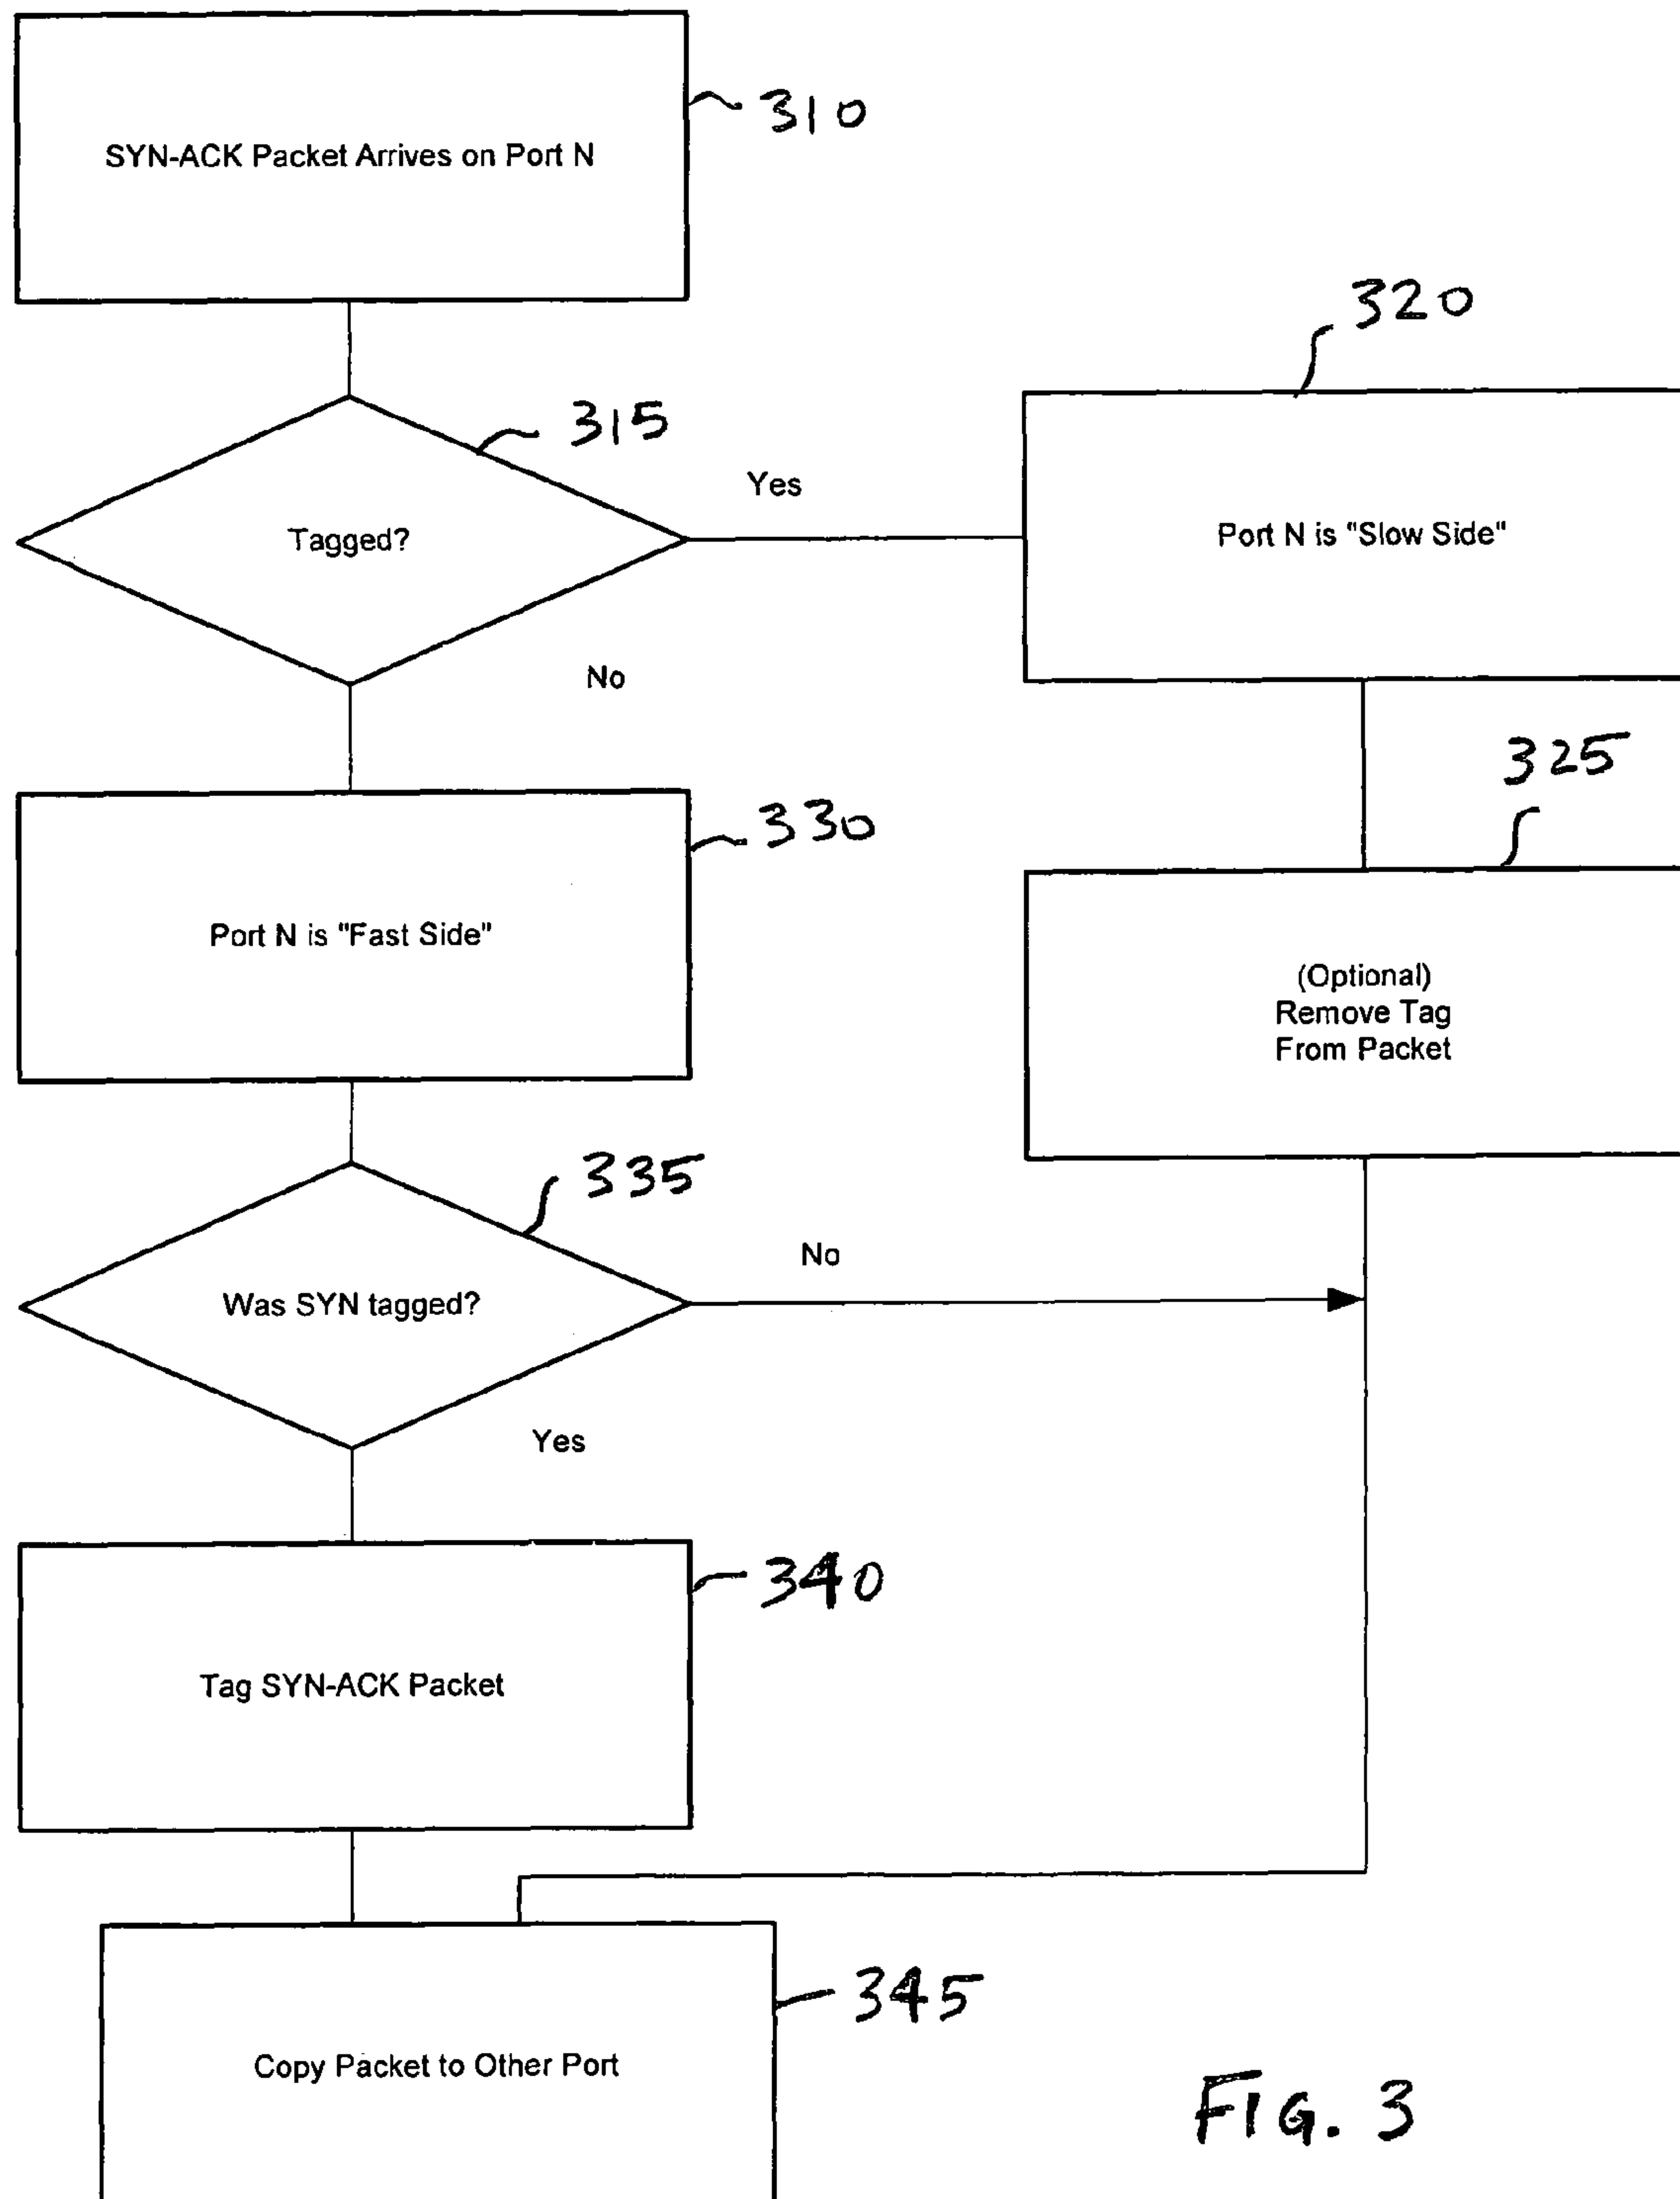 310
SYN-ACK Packet Arrives on Port N
320
315
Yes
Tagged?
Port N is "Slow Side"
No
325
330
Port N is "Fast Side"
(Optional)
Remove Tag
From Packet
335
No
Was SYN tagged?
Yes
340
Tag SYN-ACK Packet
345
Copy Packet to Other Port
FIG. 3